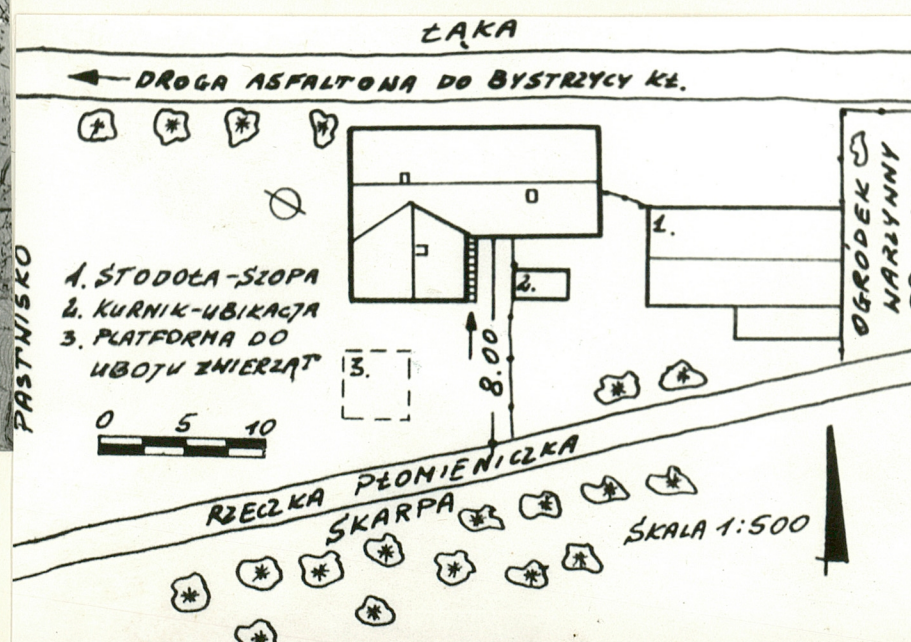 ŁĄKA
DROGA ASFALTOWA DO BYSTRZYCY KŁ.
PASTWISKO
1. STODOŁA-SZOPA
2. KURNIK-UBIKACJA
3. PLATFORMA DO
UBOJU ZWIERZĄT
1.
2.
3.
8.00
OGRÓDEK
WARZYWNY
0 5 10
RZECZKA PŁOMIENICZKA
SKARPA
SKALA 1:500